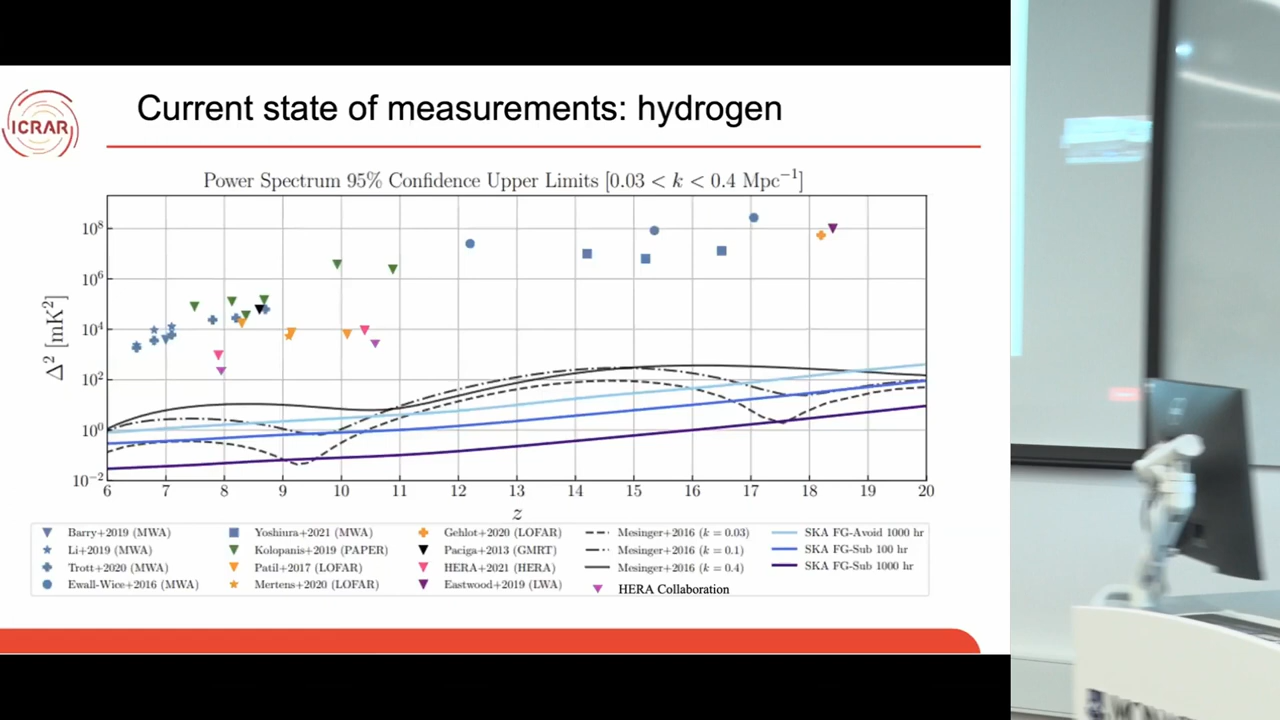 ICRAR
Current state of measurements: hydrogen
Power Spectrum 95% Confidence Upper Limits [0.03 < k < 0.4 Mpc⁻¹]
10⁸
10⁶
10⁴
10²
10⁰
10⁻²
Δ² [mK²]
6 7 8 9 10 11 12 13 14 15 16 17 18 19 20
z
Barry+2019 (MWA)
Li+2019 (MWA)
Trott+2020 (MWA)
Ewall-Wice+2016 (MWA)
Yoshiura+2021 (MWA)
Kolopanis+2019 (PAPER)
Patil+2017 (LOFAR)
Mertens+2020 (LOFAR)
Gehlot+2020 (LOFAR)
Paciga+2013 (GMRT)
HERA+2021 (HERA)
Eastwood+2019 (LWA)
Mesinger+2016 (k = 0.03)
Mesinger+2016 (k = 0.1)
Mesinger+2016 (k = 0.4)
HERA Collaboration
SKA FG-Avoid 1000 hr
SKA FG-Sub 100 hr
SKA FG-Sub 1000 hr